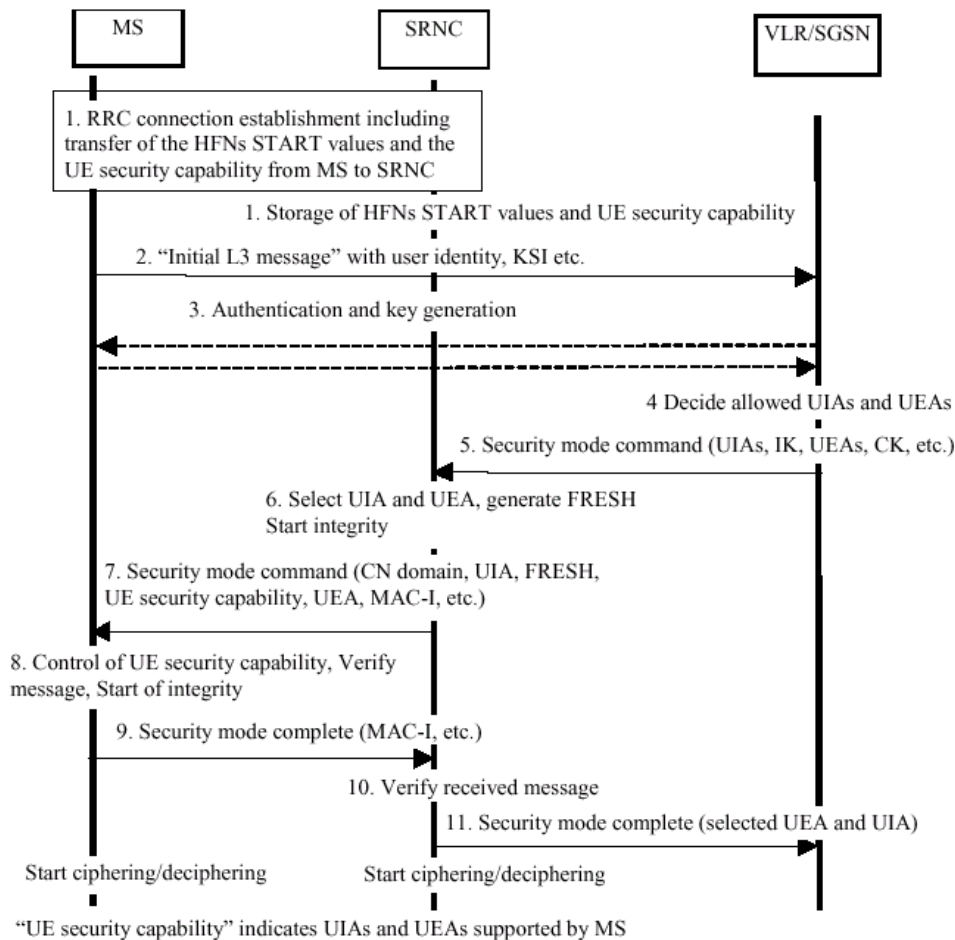 MS
SRNC
VLR/SGSN
1. RRC connection establishment including
transfer of the HFNs START values and the
UE security capability from MS to SRNC
1. Storage of HFNs START values and UE security capability
2. “Initial L3 message” with user identity, KSI etc.
3. Authentication and key generation
4 Decide allowed UIAs and UEAs
5. Security mode command (UIAs, IK, UEAs, CK, etc.)
6. Select UIA and UEA, generate FRESH
Start integrity
7. Security mode command (CN domain, UIA, FRESH,
UE security capability, UEA, MAC-I, etc.)
8. Control of UE security capability, Verify
message, Start of integrity
9. Security mode complete (MAC-I, etc.)
10. Verify received message
11. Security mode complete (selected UEA and UIA)
Start ciphering/deciphering
Start ciphering/deciphering
“UE security capability” indicates UIAs and UEAs supported by MS